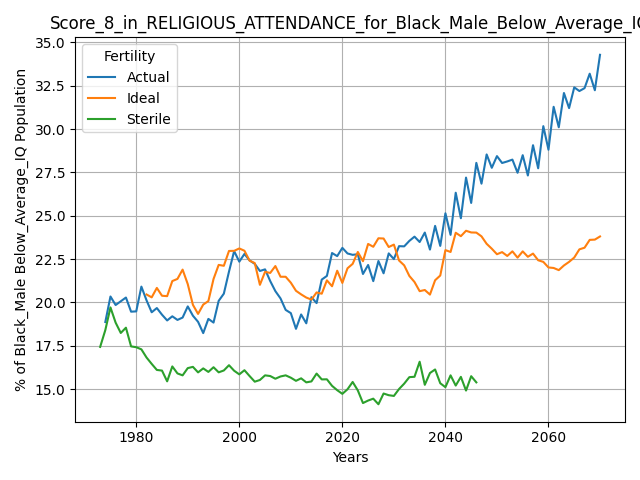 Score_8_in_RELIGIOUS_ATTENDANCE_for_Black_Male_Below_Average_IQ
35.0
32.5
30.0
27.5
25.0
22.5
20.0
17.5
15.0
% of Black_Male Below_Average_IQ Population
Fertility
Actual
Ideal
Sterile
1980
2000
2020
2040
2060
Years